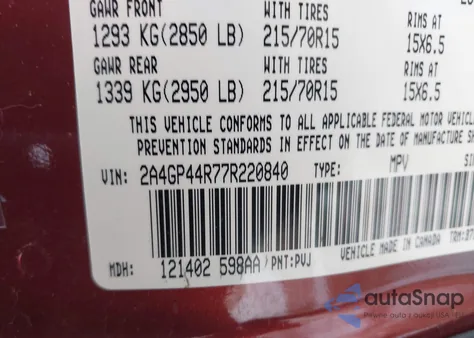 GAWR FRONT WITH TIRES RIMS AT
1293 KG(2850 LB) 215/70R15 15X6.5
GAWR REAR WITH TIRES RIMS AT
1339 KG(2950 LB) 215/70R15 15X6.5
THIS VEHICLE CONFORMS TO ALL APPLICABLE FEDERAL MOTOR VEHICLE
PREVENTION STANDARDS IN EFFECT ON THE DATE OF MANUFACTURE
VIN: 2A4GP44R77R220840 TYPE: MPV
VEHICLE MADE IN CANADA
MDH: 121402 598AA/PNT:PVJ
autoSnap